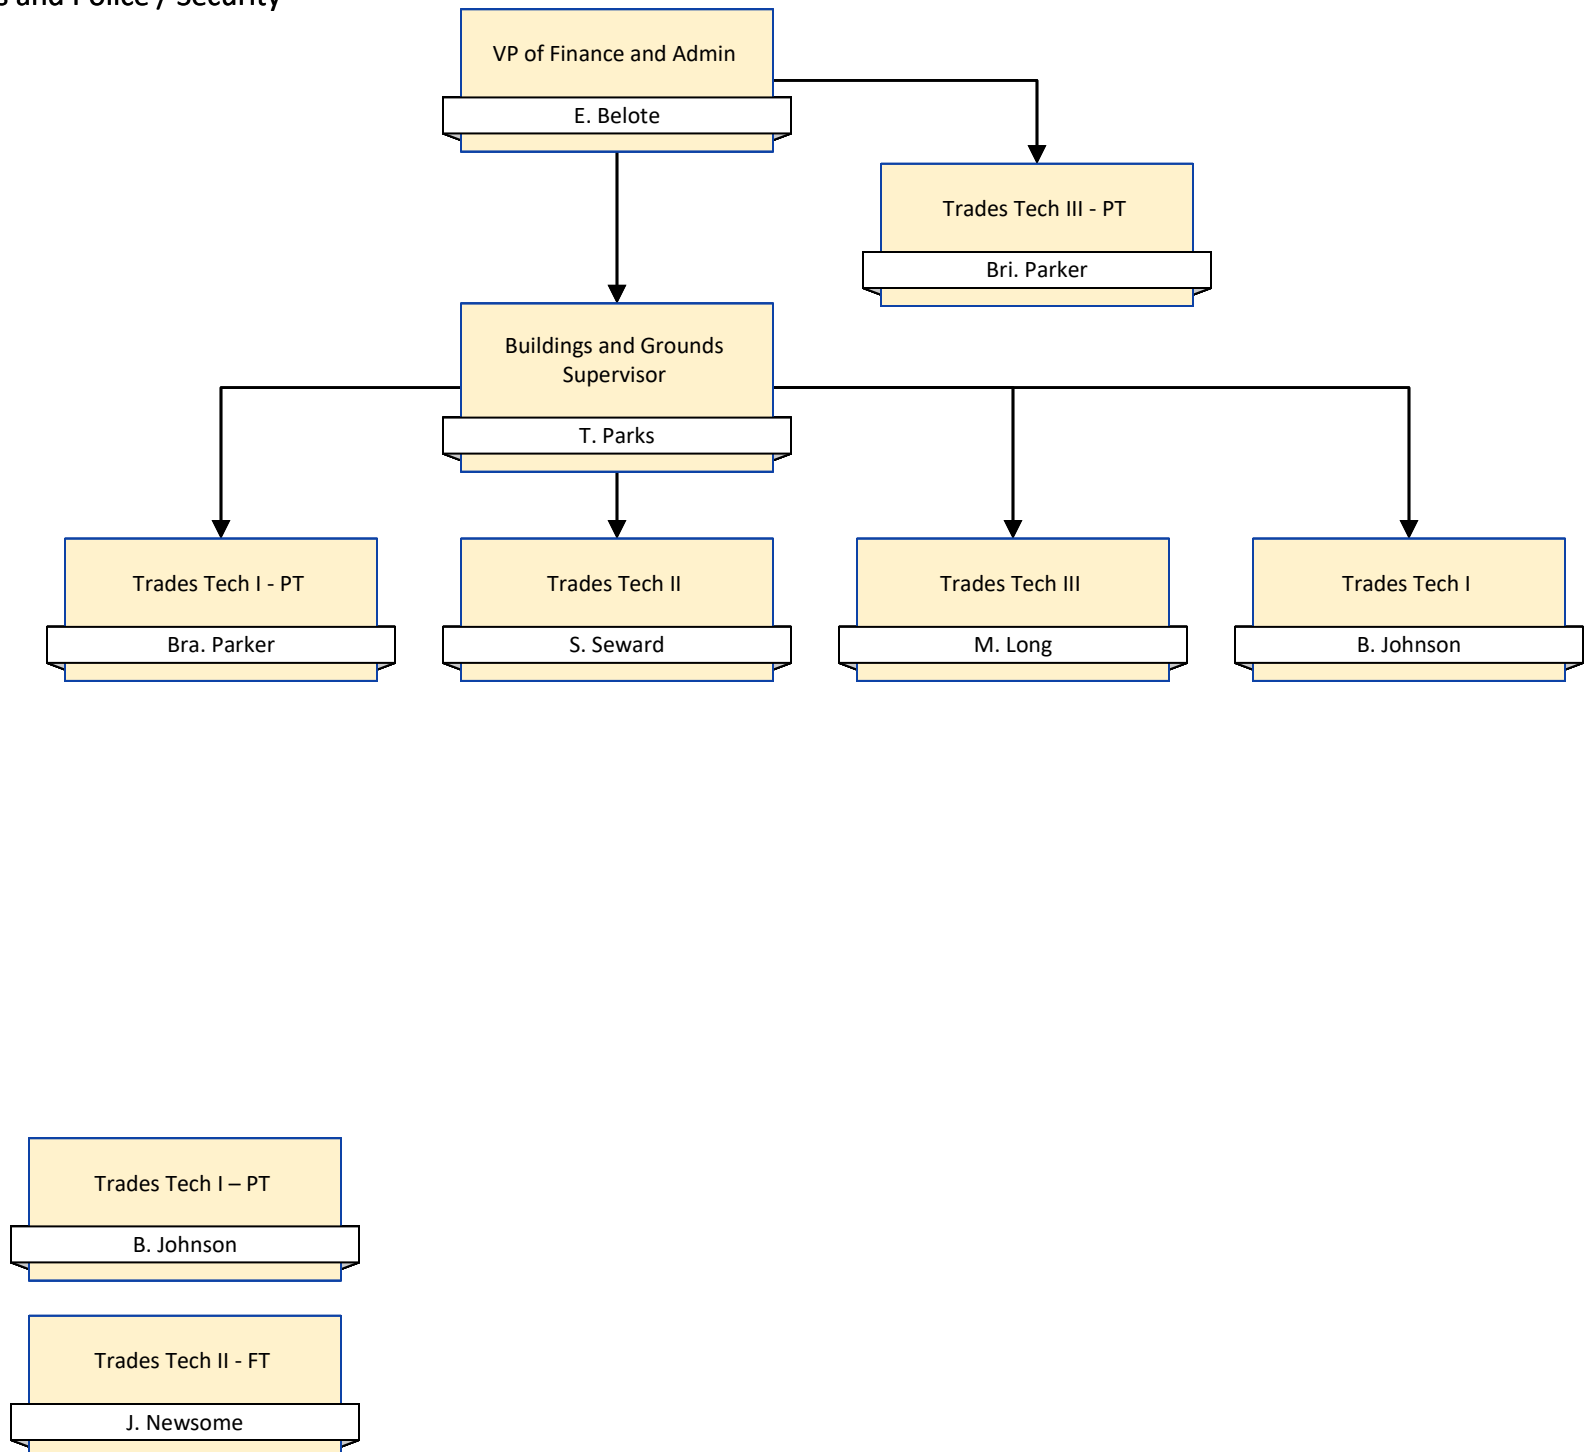 and Police / Security
VP of Finance and Admin
E. Belote
Trades Tech III - PT
Bri. Parker
Buildings and Grounds
Supervisor
T. Parks
Trades Tech I - PT
Bra. Parker
Trades Tech II
S. Seward
Trades Tech III
M. Long
Trades Tech I
B. Johnson
Trades Tech I – PT
B. Johnson
Trades Tech II - FT
J. Newsome